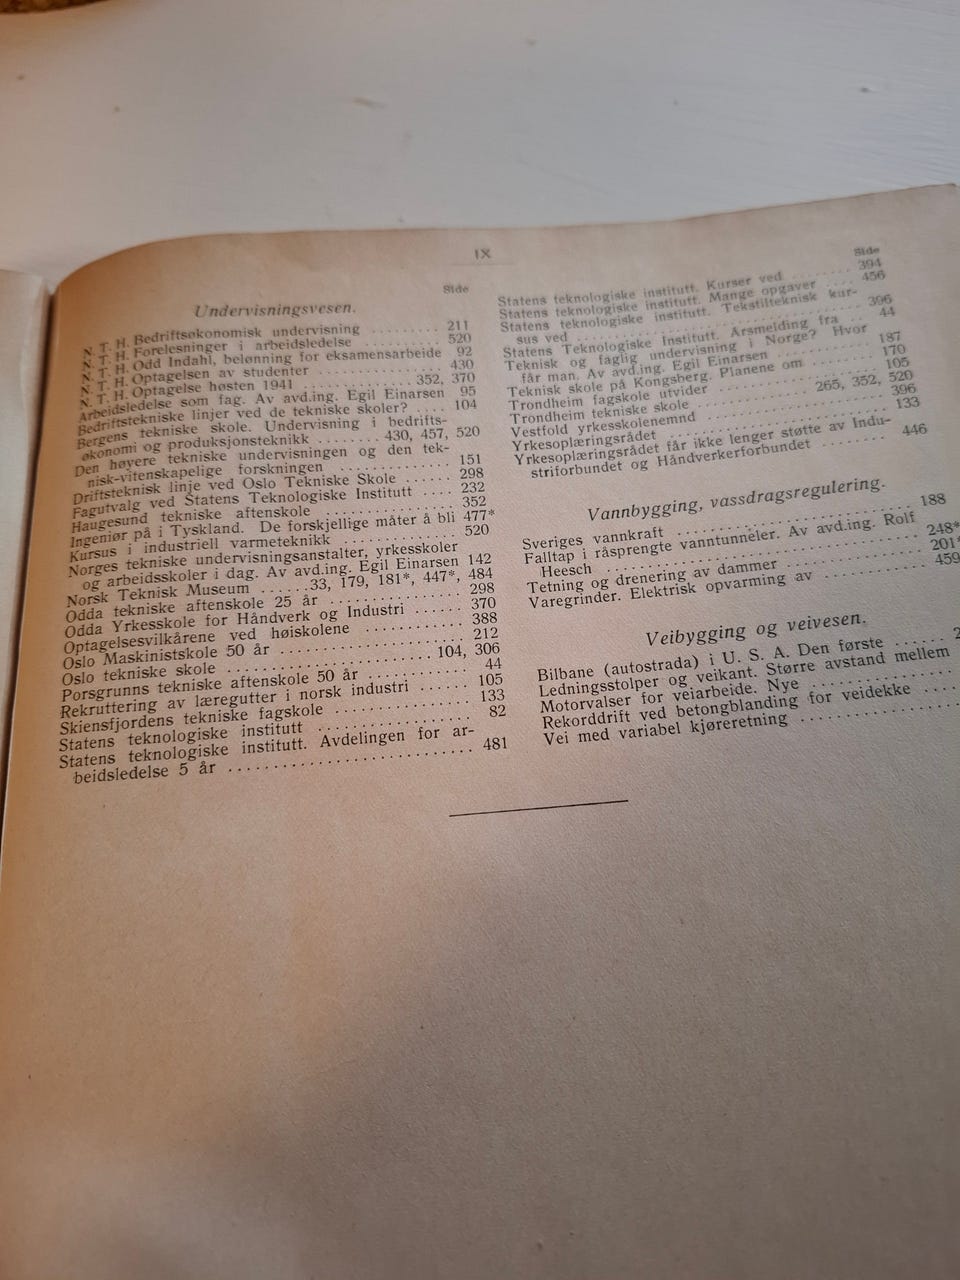 IX
Side
Undervisningsvesen.
N. T. H. Bedriftsøkonomisk undervisning ......... 211
N. T. H. Forelesninger i arbeidsledelse ......... 520
N. T. H. Odd Indahl, belønning for eksamensarbeide 92
N. T. H. Optagelsen av studenter ............... 430
N. T. H. Optagelse høsten 1941 ............ 352, 370
Arbeidsledelse som fag. Av avd.ing. Egil Einarsen 95
Bedriftstekniske linjer ved de tekniske skoler? .... 104
Bergens tekniske skole. Undervisning i bedrifts-
økonomi og produksjonsteknikk ........ 430, 457, 520
Den høyere tekniske undervisningen og den tek-
nisk-vitenskapelige forskningen ............ 151
Driftsteknisk linje ved Oslo Tekniske Skole ...... 298
Fagutvalg ved Statens Teknologiske Institutt .... 232
Haugesund tekniske aftenskole ............... 352
Ingeniør på i Tyskland. De forskjellige måter å bli 477*
Kursus i industriell varmeteknikk ............ 520
Norges tekniske undervisningsanstalter, yrkesskoler
og arbeidsskoler i dag. Av avd.ing. Egil Einarsen 142
Norsk Teknisk Museum ......33, 179, 181*, 447*, 484
Odda tekniske aftenskole 25 år ............... 298
Odda Yrkesskole for Håndverk og Industri ...... 370
Optagelsesvilkårene ved høiskolene ........... 388
Oslo Maskinistskole 50 år .................. 212
Oslo tekniske skole .................... 104, 306
Porsgrunns tekniske aftenskole 50 år ............ 44
Rekruttering av læregutter i norsk industri ...... 105
Skiensfjordens tekniske fagskole ............ 133
Statens teknologiske institutt ............... 82
Statens teknologiske institutt. Avdelingen for ar-
beidsledelse 5 år ........................ 481
Side
Statens teknologiske institutt. Kurser ved ........ 394
Statens teknologiske institutt. Mange opgaver .... 456
Statens teknologiske institutt. Tekstilteknisk kur-
sus ved ........................ 396
Statens Teknologiske Institutt. Årsmelding fra .. 44
Teknisk og faglig undervisning i Norge? Hvor
får man. Av avd.ing. Egil Einarsen ............ 187
Teknisk skole på Kongsberg. Planene om ........ 170
Trondheim fagskole utvider .................. 105
Trondheim tekniske skole ............ 265, 352, 520
Vestfold yrkesskolenemnd .................. 396
Yrkesoplæringsrådet ..................... 133
Yrkesoplæringsrådet får ikke lenger støtte av Indu-
striforbundet og Håndverkerforbundet ........ 446
Vannbygging, vassdragsregulering.
Sveriges vannkraft ..................... 188
Falltap i råsprengte vanntunneler. Av avd.ing. Rolf
Heesch ........................... 248*
Tetning og drenering av dammer ............ 201*
Varegrinder. Elektrisk opvarming av ............ 459
Veibygging og veivesen.
Bilbane (autostrada) i U. S. A. Den første ......
Ledningsstolper og veikant. Større avstand mellem
Motorvalser for veiarbeide. Nye ............
Rekorddrift ved betongblanding for veidekke ....
Vei med variabel kjøreretning ...............